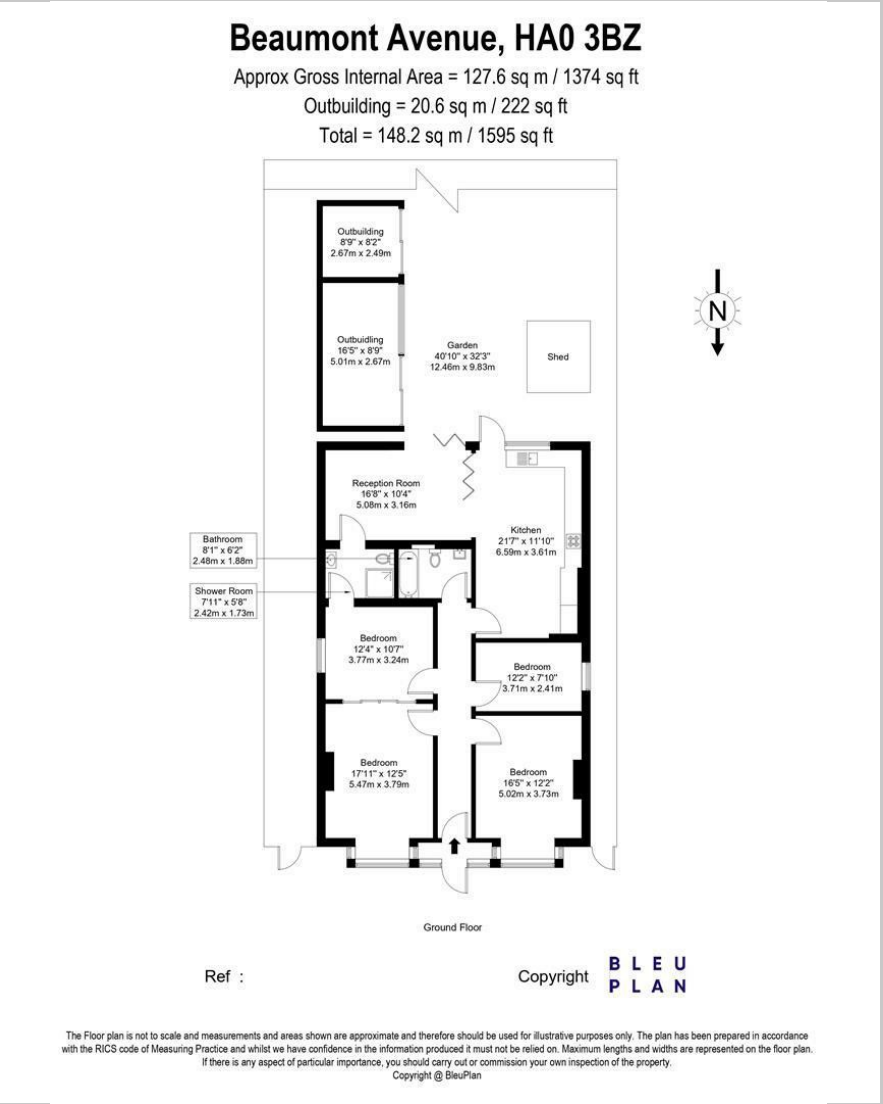 Beaumont Avenue, HA0 3BZ
Approx Gross Internal Area = 127.6 sq m / 1374 sq ft
Outbuilding = 20.6 sq m / 222 sq ft
Total = 148.2 sq m / 1595 sq ft
Outbuilding
8'9" x 8'2"
2.67m x 2.49m
N
Outbuidling
16'5" x 8'9"
5.01m x 2.67m
Garden
40'10" x 32'3"
12.46m x 9.83m
Shed
Reception Room
16'8" x 10'4"
5.08m x 3.16m
Kitchen
21'7" x 11'10"
6.59m x 3.61m
Bathroom
8'1" x 6'2"
2.48m x 1.88m
Shower Room
7'11" x 5'8"
2.42m x 1.73m
Bedroom
12'4" x 10'7"
3.77m x 3.24m
Bedroom
12'2" x 7'10"
3.71m x 2.41m
Bedroom
17'11" x 12'5"
5.47m x 3.79m
Bedroom
16'5" x 12'2"
5.02m x 3.73m
Ground Floor
Ref :
Copyright
BLEU
PLAN
The Floor plan is not to scale and measurements and areas shown are approximate and therefore should be used for illustrative purposes only. The plan has been prepared in accordance
with the RICS code of Measuring Practice and whilst we have confidence in the information produced it must not be relied on. Maximum lengths and widths are represented on the floor plan.
If there is any aspect of particular importance, you should carry out or commission your own inspection of the property.
Copyright @ BleuPlan